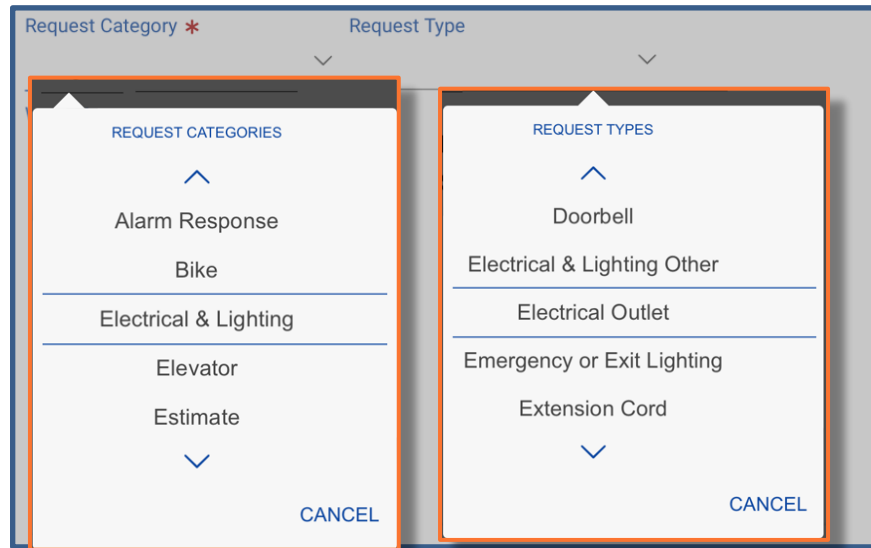 Request Category *
Request Type
REQUEST CATEGORIES
Alarm Response
Bike
Electrical & Lighting
Elevator
Estimate
CANCEL
REQUEST TYPES
Doorbell
Electrical & Lighting Other
Electrical Outlet
Emergency or Exit Lighting
Extension Cord
CANCEL